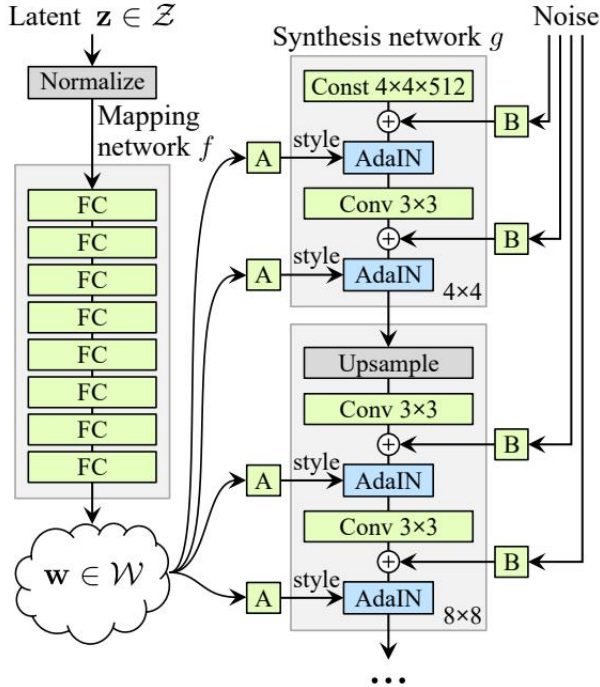 Latent z ∈ Z
Normalize
Mapping
network f
FC
FC
FC
FC
FC
FC
FC
FC
w ∈ W
Synthesis network g
Noise
Const 4×4×512
+
B
A
style
AdaIN
Conv 3×3
+
B
A
style
AdaIN
4×4
Upsample
Conv 3×3
+
B
A
style
AdaIN
Conv 3×3
+
B
A
style
AdaIN
8×8
...